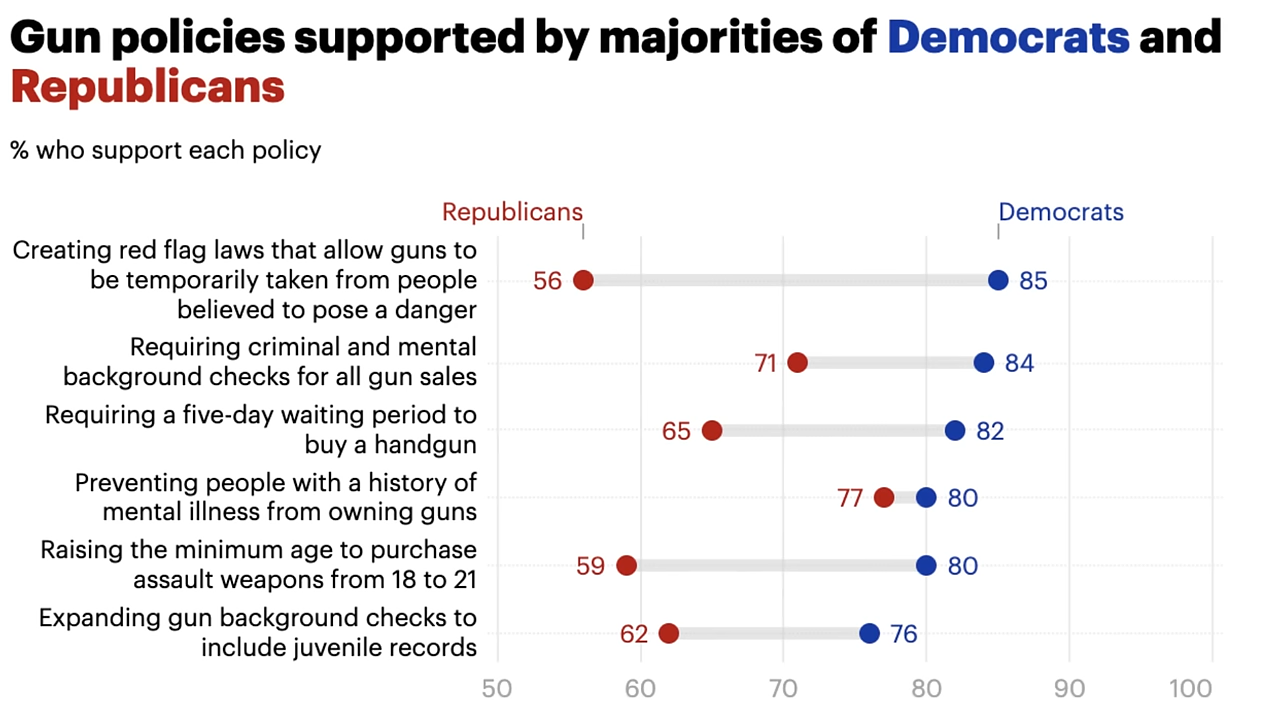 Gun policies supported by majorities of Democrats and
Republicans
% who support each policy
Republicans
Democrats
Creating red flag laws that allow guns to
be temporarily taken from people
believed to pose a danger
56
85
Requiring criminal and mental
background checks for all gun sales
71
84
Requiring a five-day waiting period to
buy a handgun
65
82
Preventing people with a history of
mental illness from owning guns
77
80
Raising the minimum age to purchase
assault weapons from 18 to 21
59
80
Expanding gun background checks to
include juvenile records
62
76
50 60 70 80 90 100